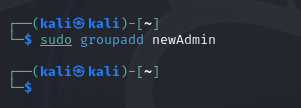 ┌──(kali㉿kali)-[~]
└─$ sudo groupadd newAdmin
┌──(kali㉿kali)-[~]
└─$